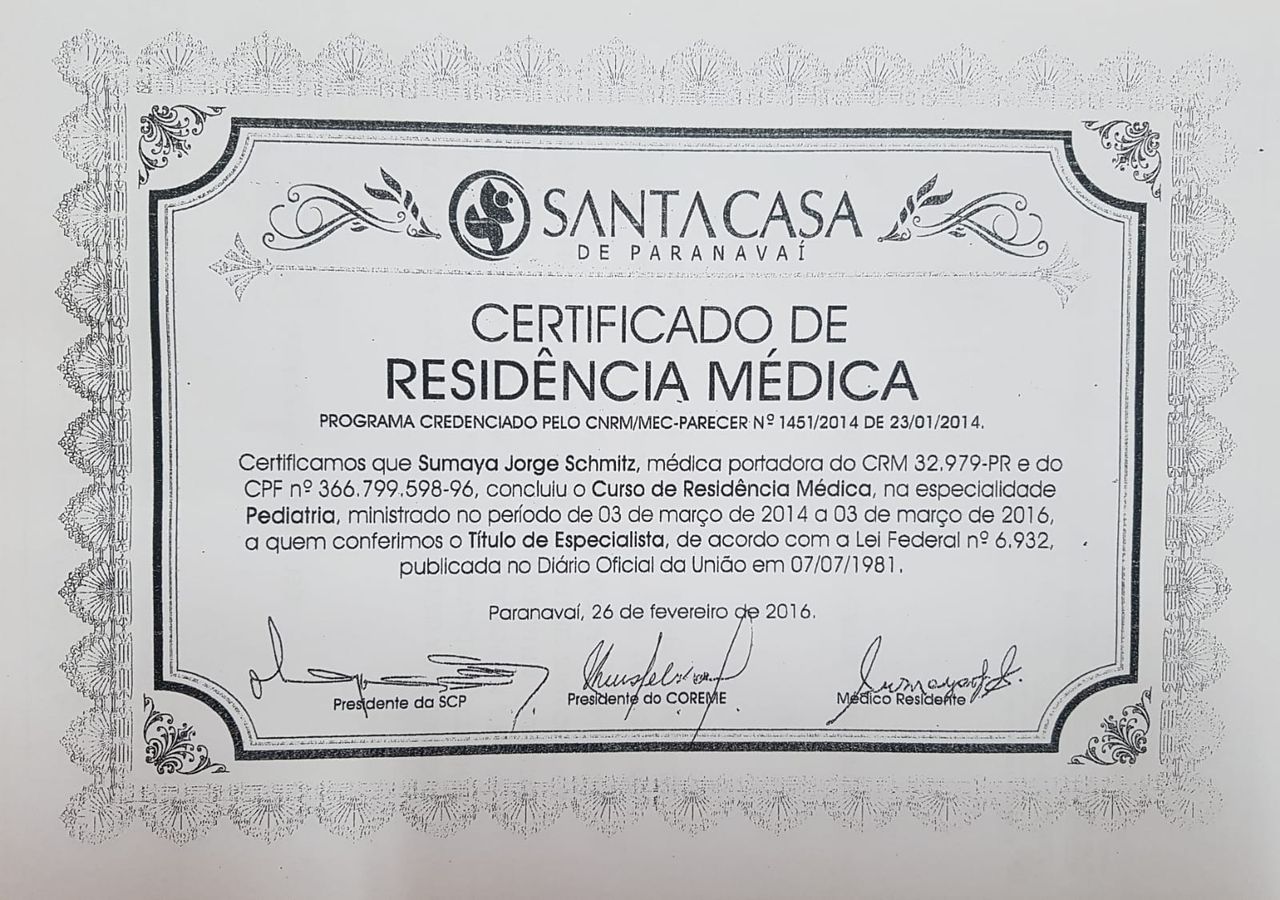 SANTA CASA
DE PARANAVAÍ
CERTIFICADO DE
RESIDÊNCIA MÉDICA
PROGRAMA CREDENCIADO PELO CNRM/MEC-PARECER Nº 1451/2014 DE 23/01/2014.
Certificamos que Sumaya Jorge Schmitz, médica portadora do CRM 32.979-PR e do
CPF nº 366.799.598-96, concluiu o Curso de Residência Médica, na especialidade
Pediatria, ministrado no período de 03 de março de 2014 a 03 de março de 2016,
a quem conferimos o Título de Especialista, de acordo com a Lei Federal nº 6.932,
publicada no Diário Oficial da União em 07/07/1981.
Paranavaí, 26 de fevereiro de 2016.
Presidente da SCP
Presidente do COREME
Médico Residente